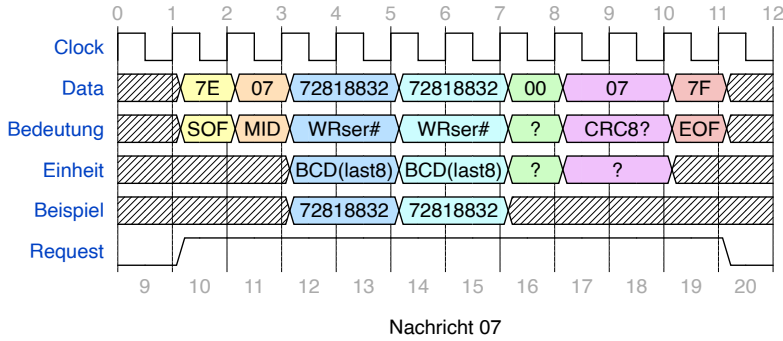 0 1 2 3 4 5 6 7 8 9 10 11 12
Clock
Data 7E 07 72818832 72818832 00 07 7F
Bedeutung SOF MID WRser# WRser# ? CRC8? EOF
Einheit BCD(last8) BCD(last8) ? ?
Beispiel 72818832 72818832
Request
9 10 11 12 13 14 15 16 17 18 19 20
Nachricht 07